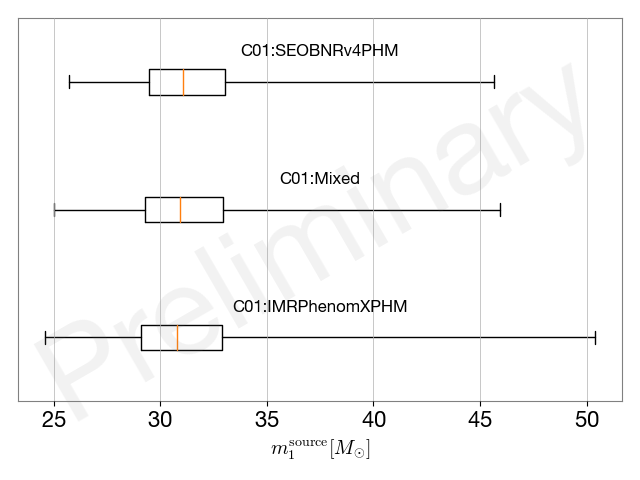 C01:SEOBNRv4PHM
C01:Mixed
C01:IMRPhenomXPHM
Preliminary
25 30 35 40 45 50
m₁^source [M☉]